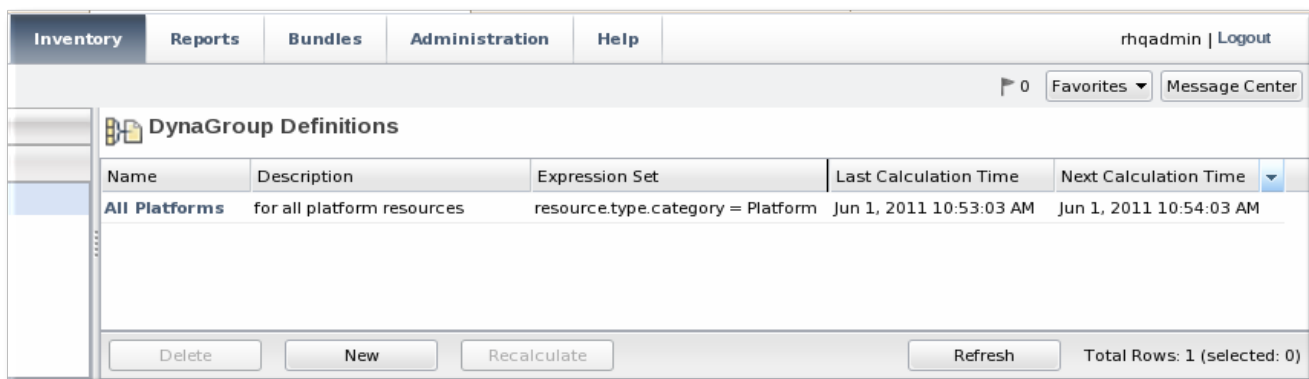 Inventory Reports Bundles Administration Help rhqadmin | Logout
0 Favorites Message Center
DynaGroup Definitions
Name Description Expression Set Last Calculation Time Next Calculation Time
All Platforms for all platform resources resource.type.category = Platform Jun 1, 2011 10:53:03 AM Jun 1, 2011 10:54:03 AM
Delete New Recalculate Refresh Total Rows: 1 (selected: 0)